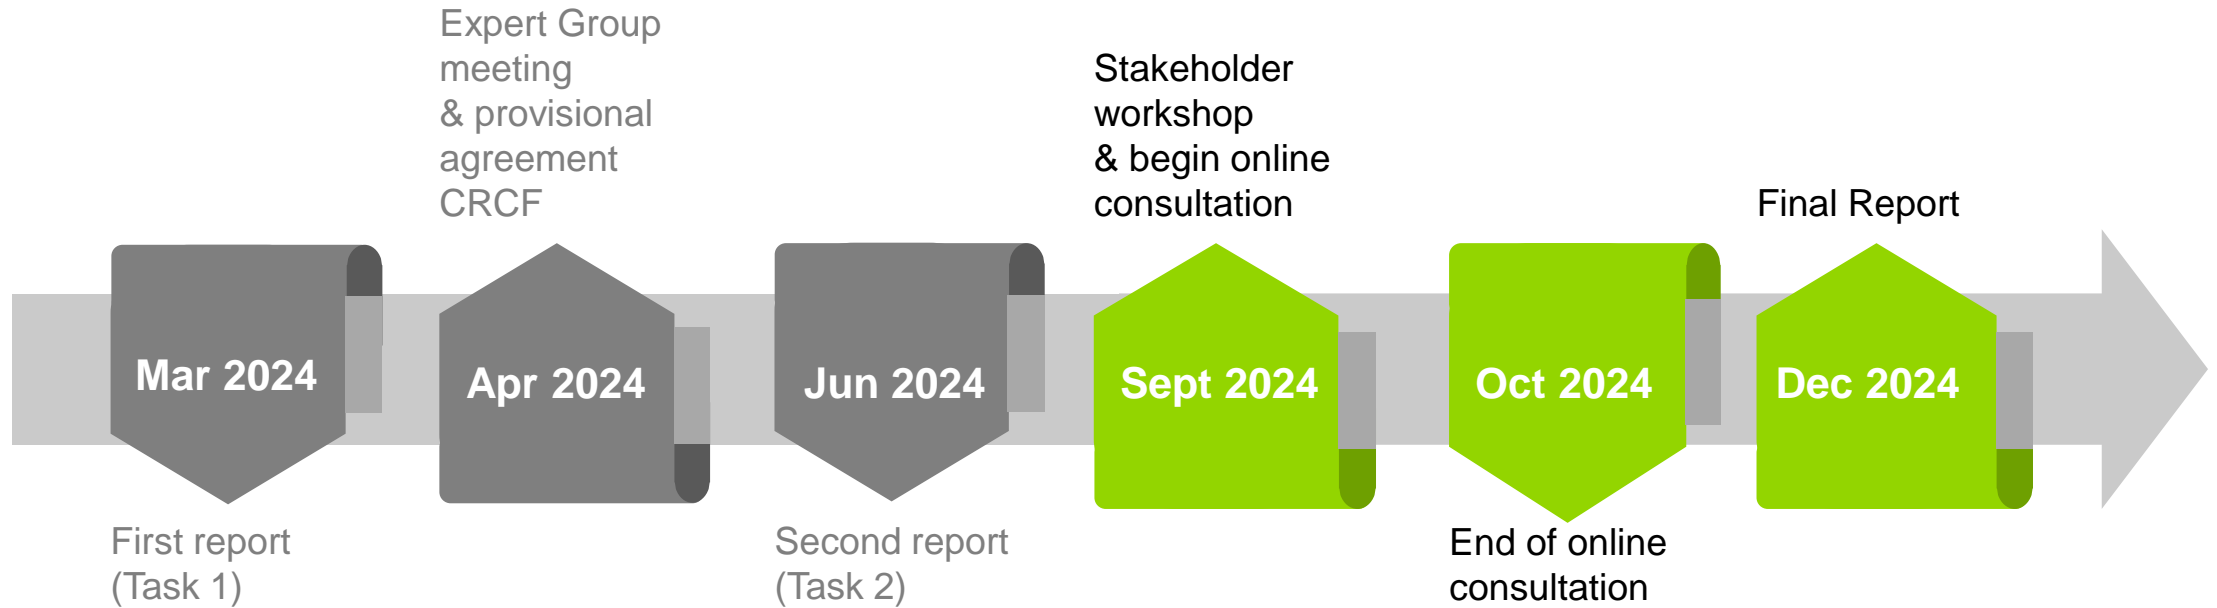 Expert Group
meeting
& provisional
agreement
CRCF
Stakeholder
workshop
& begin online
consultation
Final Report
Mar 2024
Apr 2024
Jun 2024
Sept 2024
Oct 2024
Dec 2024
First report
(Task 1)
Second report
(Task 2)
End of online
consultation